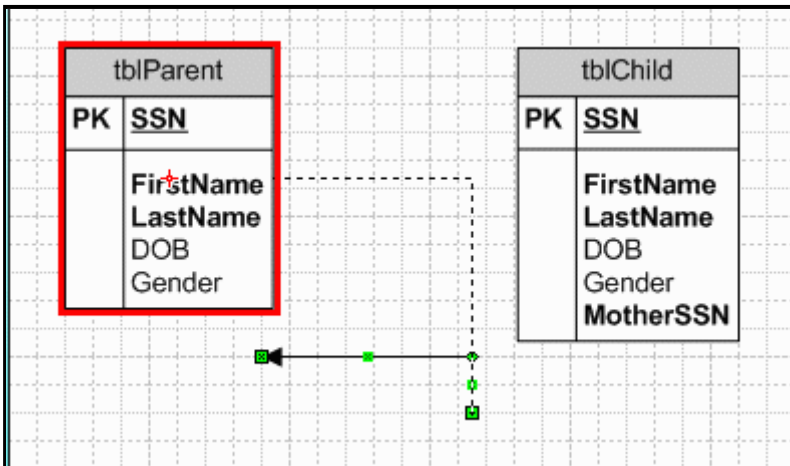 tblParent
PK SSN
FirstName
LastName
DOB
Gender
tblChild
PK SSN
FirstName
LastName
DOB
Gender
MotherSSN